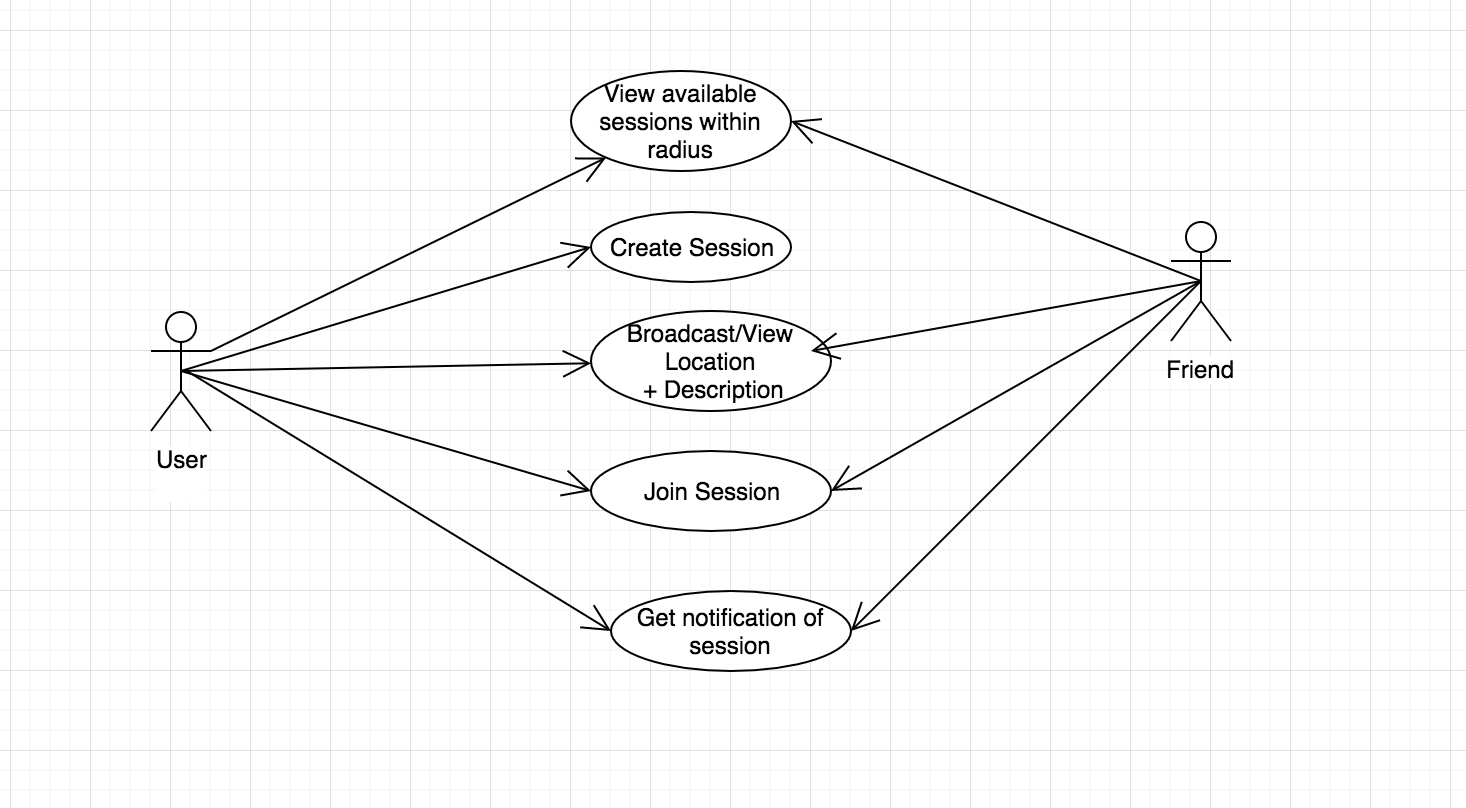 View available
sessions within
radius
Create Session
Broadcast/View
Location
+ Description
Friend
User
Join Session
Get notification of
session